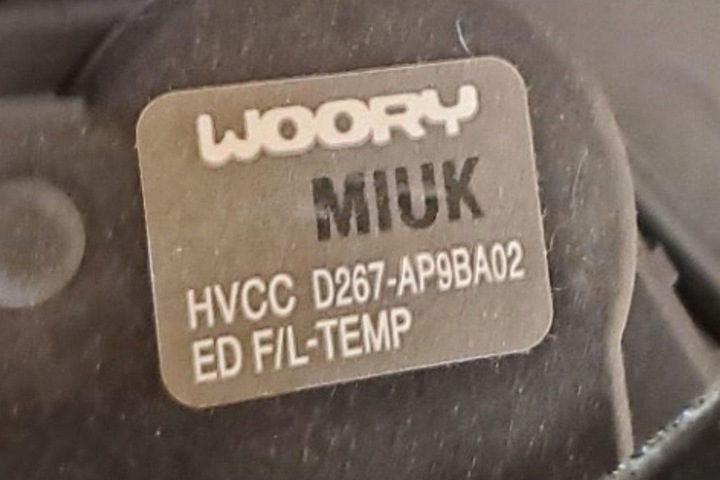 WOORY
MIUK
HVCC D267-AP9BA02
ED F/L-TEMP